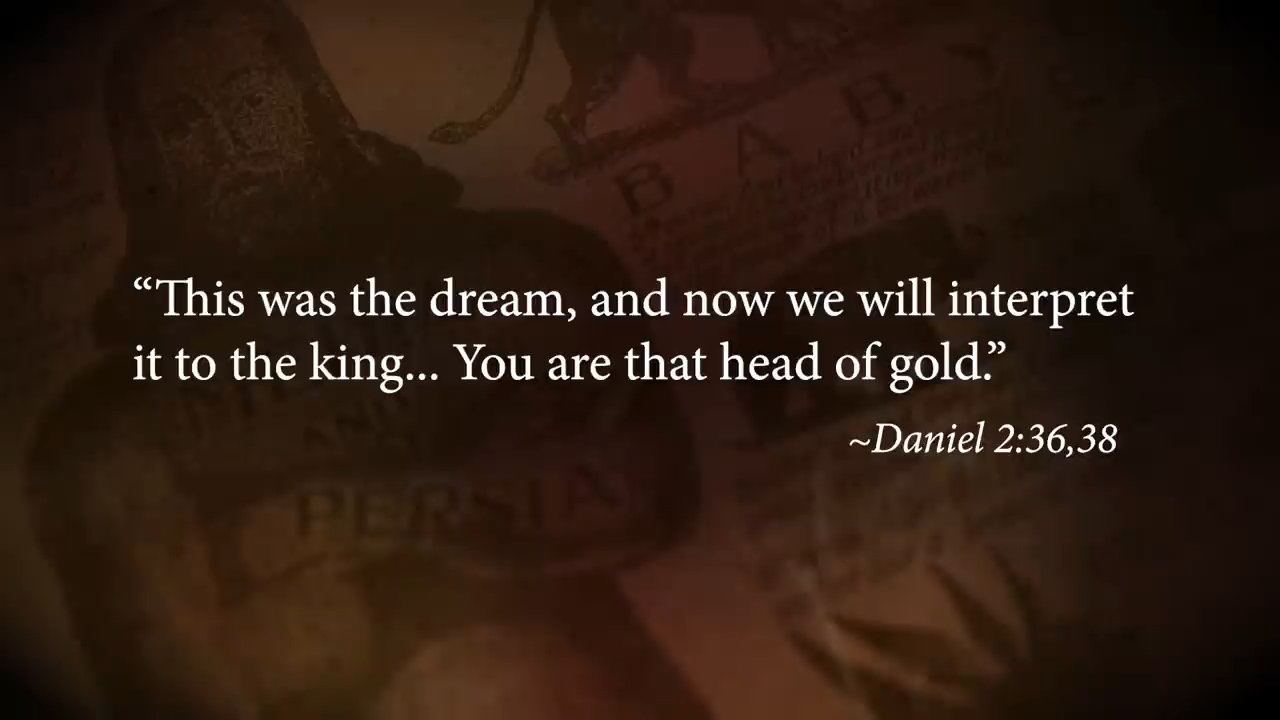 B A B Y
“This was the dream, and now we will interpret
it to the king... You are that head of gold.”
~Daniel 2:36,38
PERSIA